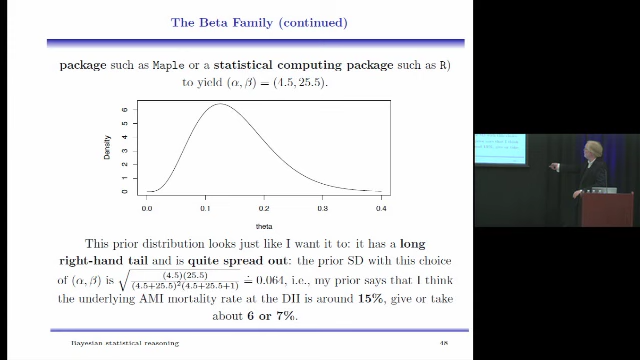 The Beta Family (continued)
package such as Maple or a statistical computing package such as R)
to yield (α, β) = (4.5, 25.5).
Density
0 1 2 3 4 5 6
0.0 0.1 0.2 0.3 0.4
theta
This prior distribution looks just like I want it to: it has a long
right-hand tail and is quite spread out: the prior SD with this choice
of (α, β) is √((4.5)(25.5)/((4.5+25.5)²(4.5+25.5+1))) ≐ 0.064, i.e., my prior says that I think
the underlying AMI mortality rate at the DH is around 15%, give or take
about 6 or 7%.
Bayesian statistical reasoning 48